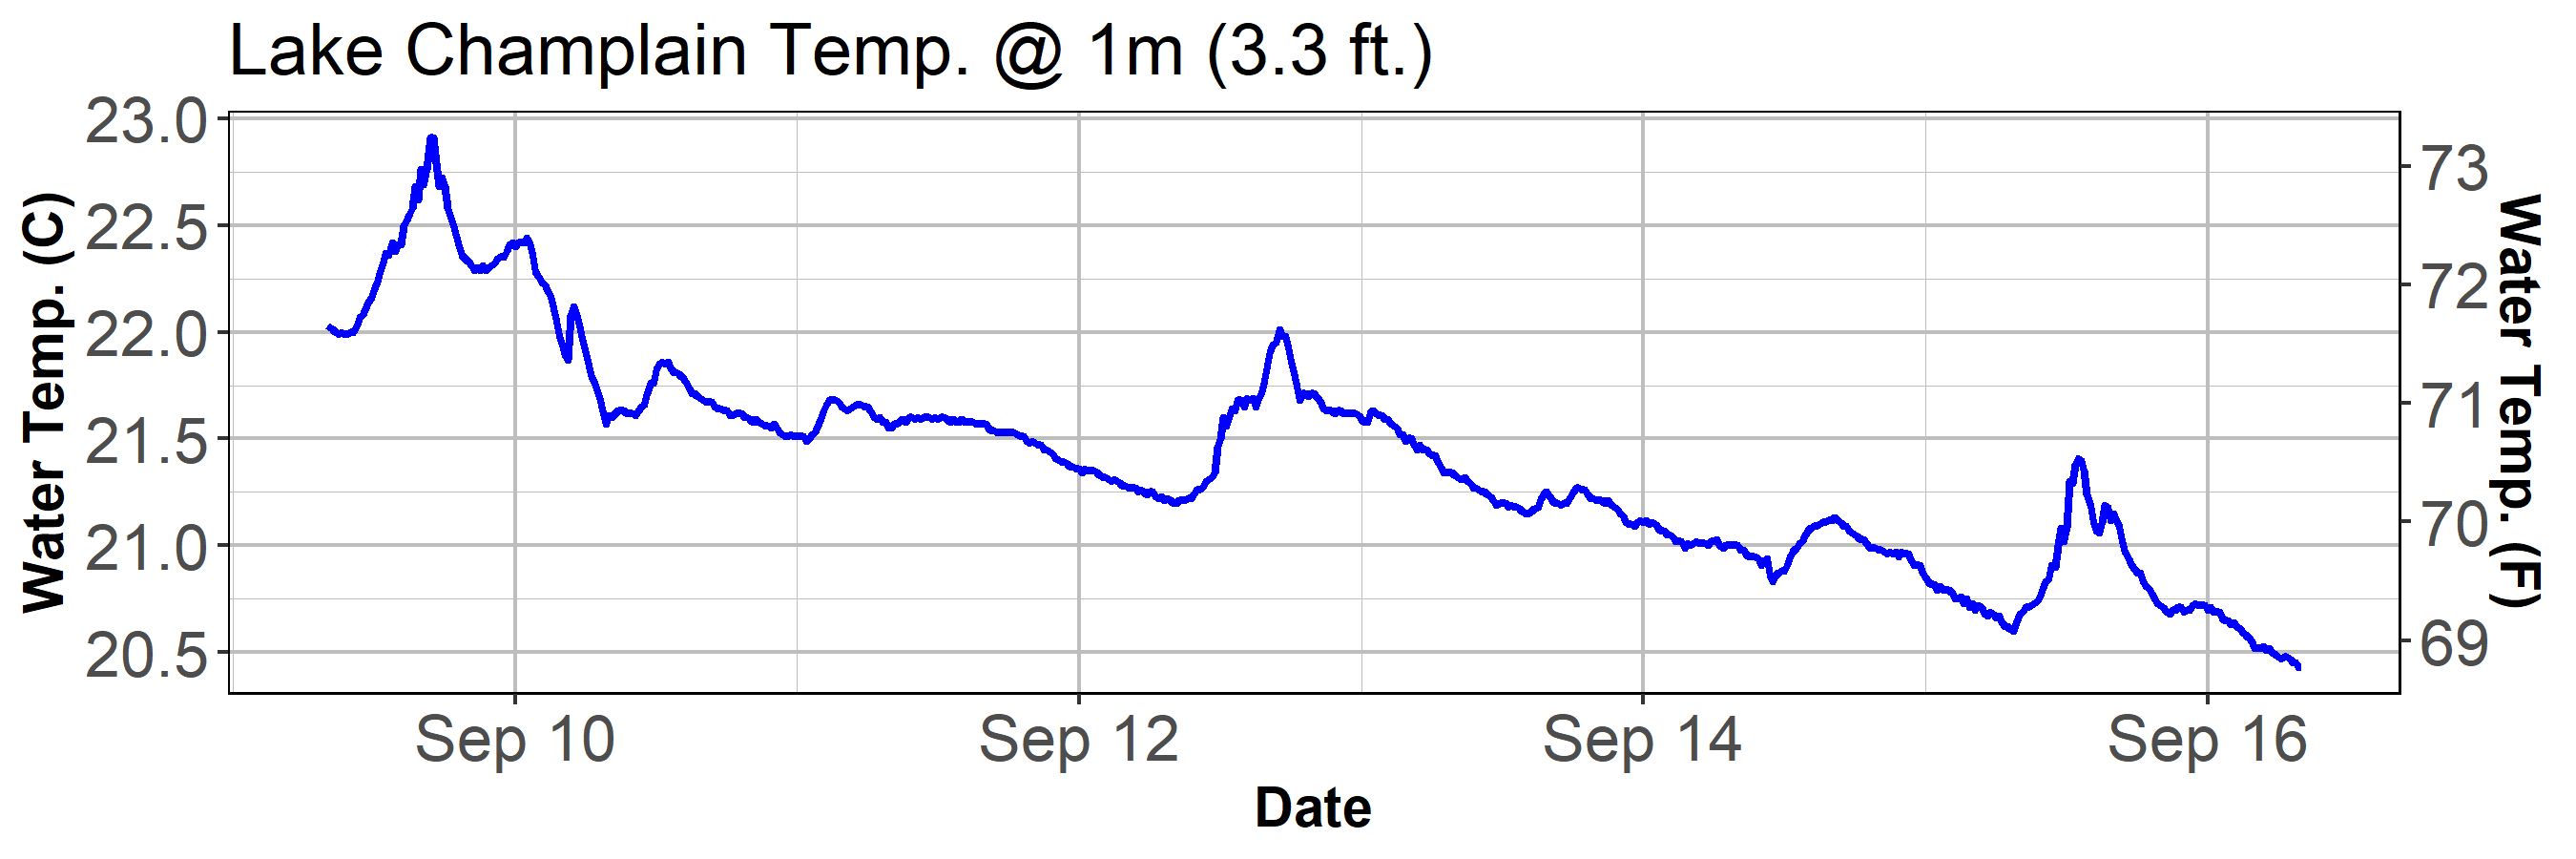 Lake Champlain Temp. @ 1m (3.3 ft.)
Water Temp. (C)
23.0
22.5
22.0
21.5
21.0
20.5
73
72
71
70
69
Water Temp. (F)
Sep 10 Sep 12 Sep 14 Sep 16
Date